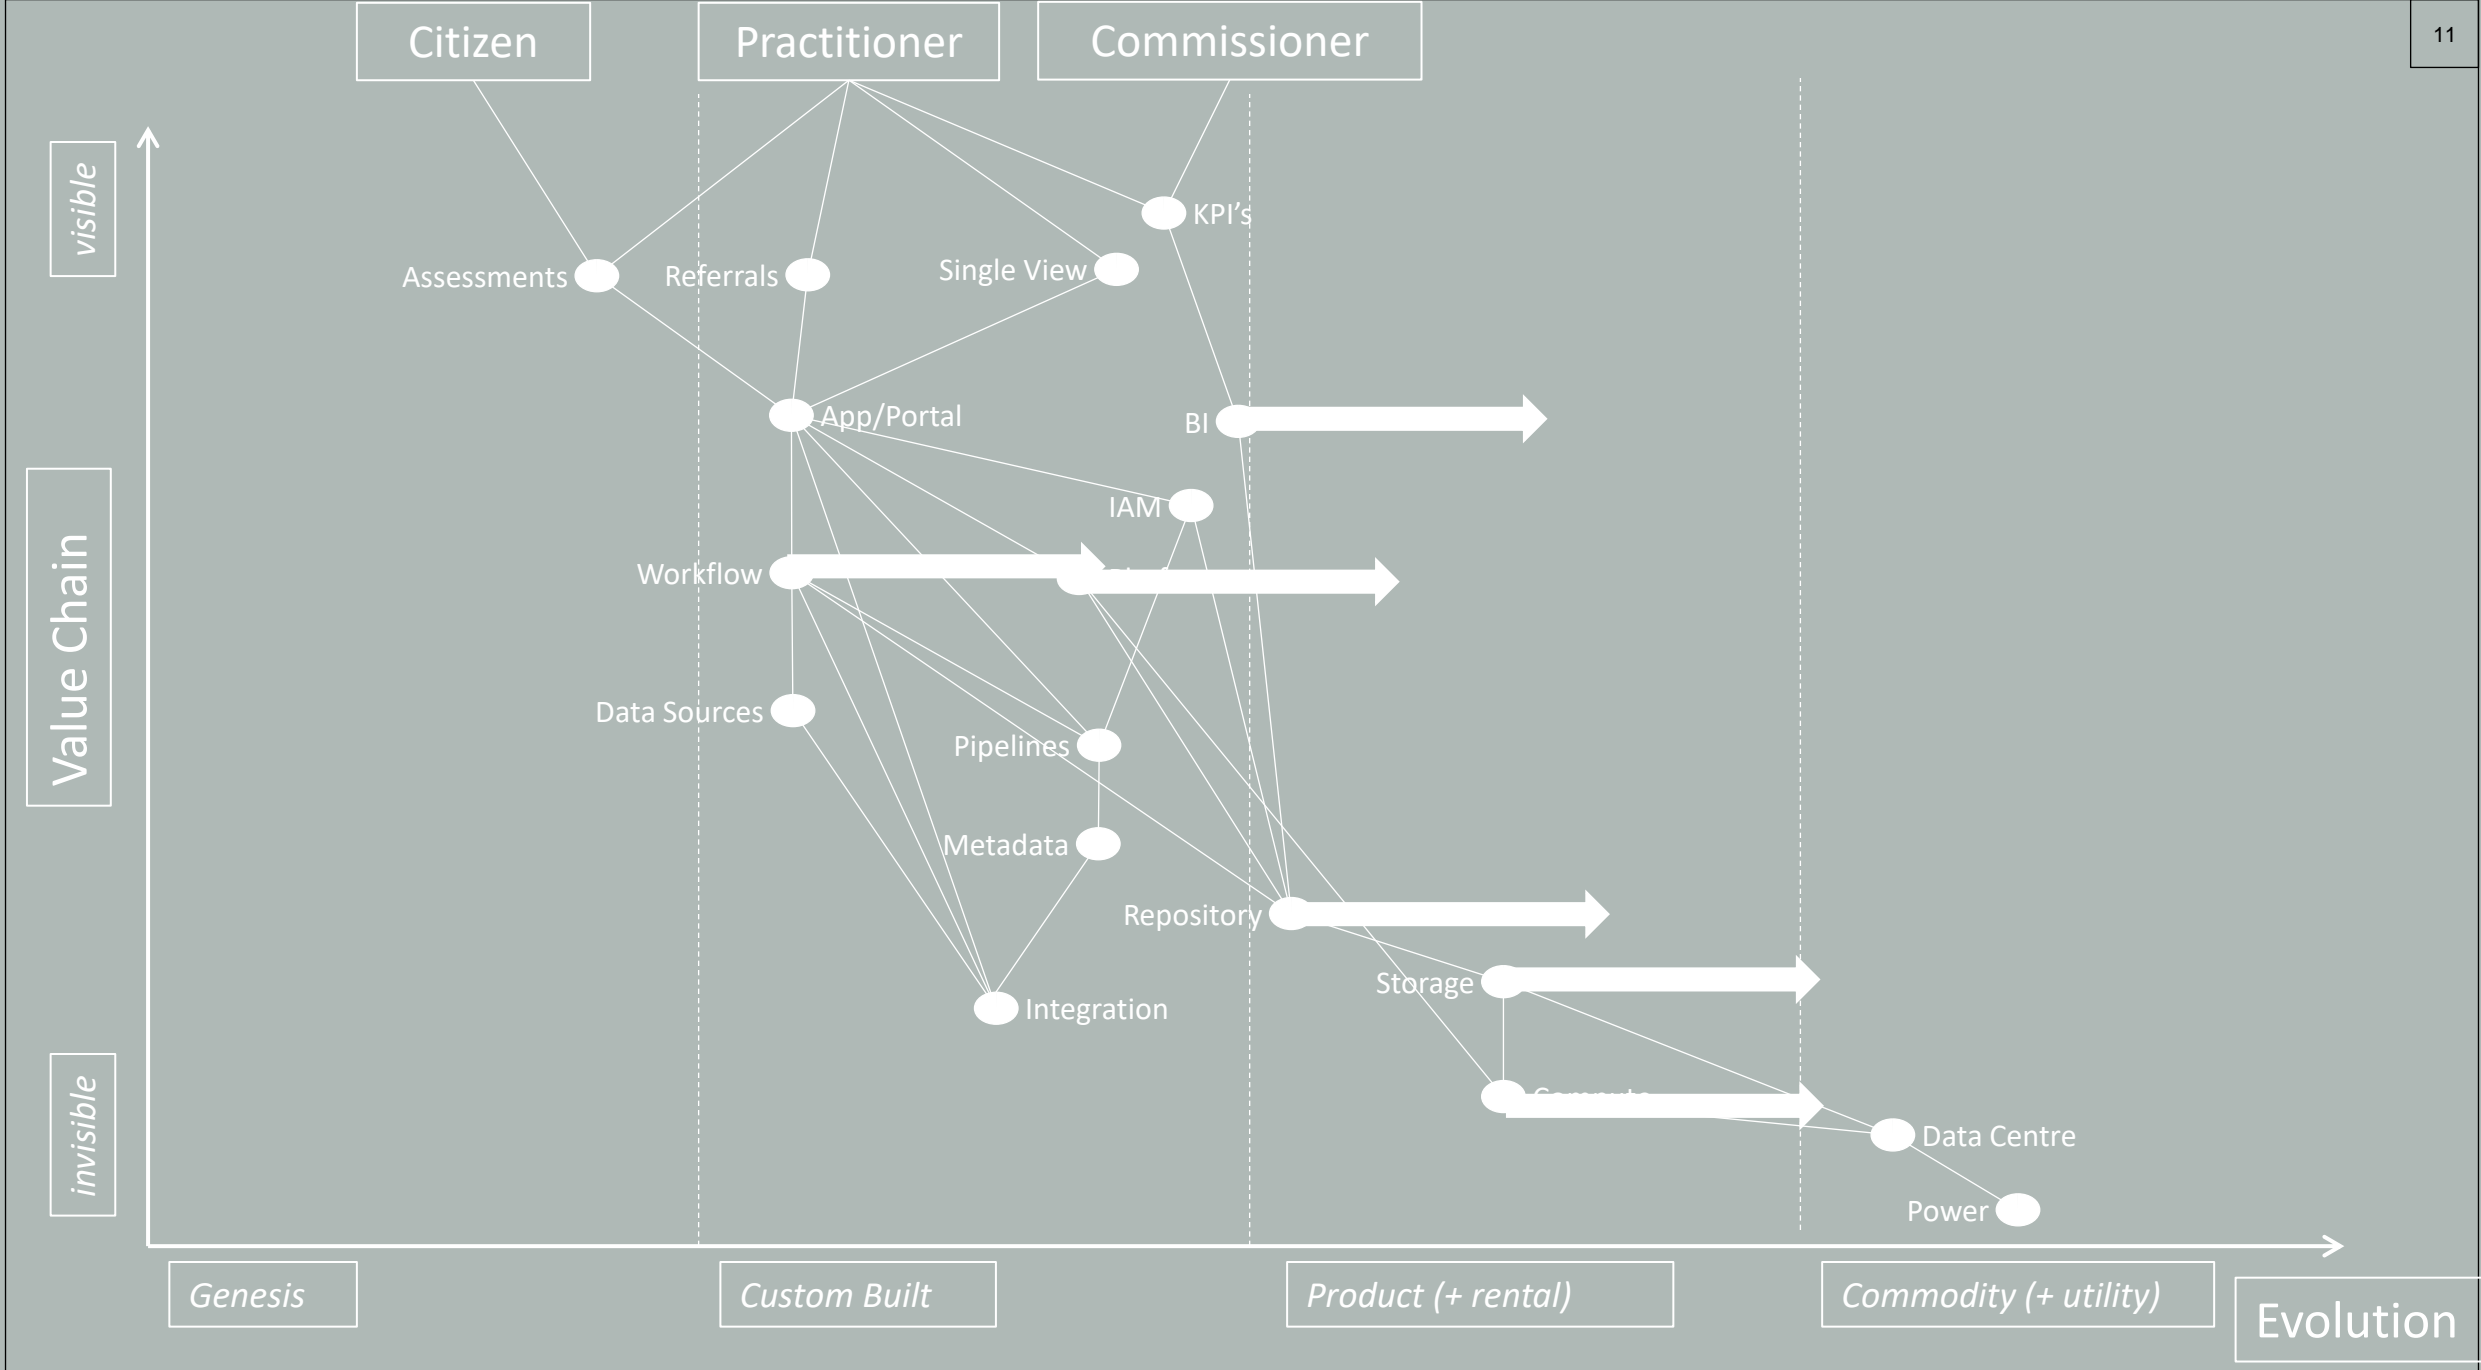 Citizen
Practitioner
Commissioner
11
visible
KPI's
Assessments
Referrals
Single View
App/Portal
BI
IAM
Value Chain
Workflow
Data Sources
Pipelines
Metadata
Repository
Storage
Integration
invisible
Compute
Data Centre
Power
Genesis
Custom Built
Product (+ rental)
Commodity (+ utility)
Evolution